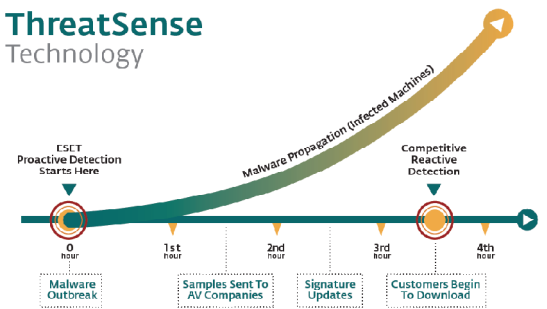 ThreatSense
Technology
Malware Propagation (Infected Machines)
ESET
Proactive Detection
Starts Here
Competitive
Reactive
Detection
0
hour
1st
hour
2nd
hour
3rd
hour
4th
hour
Malware
Outbreak
Samples Sent To
AV Companies
Signature
Updates
Customers Begin
To Download